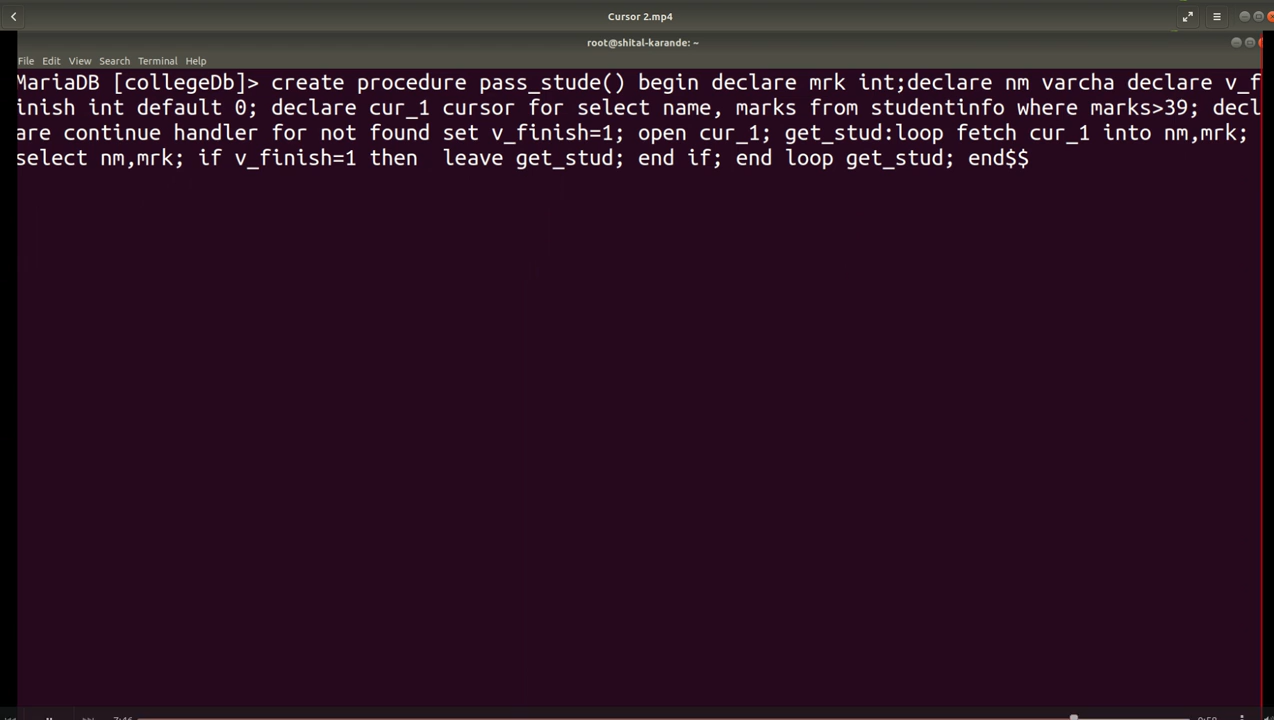 Cursor 2.mp4
root@shital-karande: ~
File Edit View Search Terminal Help
MariaDB [collegeDb]> create procedure pass_stude() begin declare mrk int;declare nm varcha declare v_f
inish int default 0; declare cur_1 cursor for select name, marks from studentinfo where marks>39; decl
are continue handler for not found set v_finish=1; open cur_1; get_stud:loop fetch cur_1 into nm,mrk;
select nm,mrk; if v_finish=1 then  leave get_stud; end if; end loop get_stud; end$$